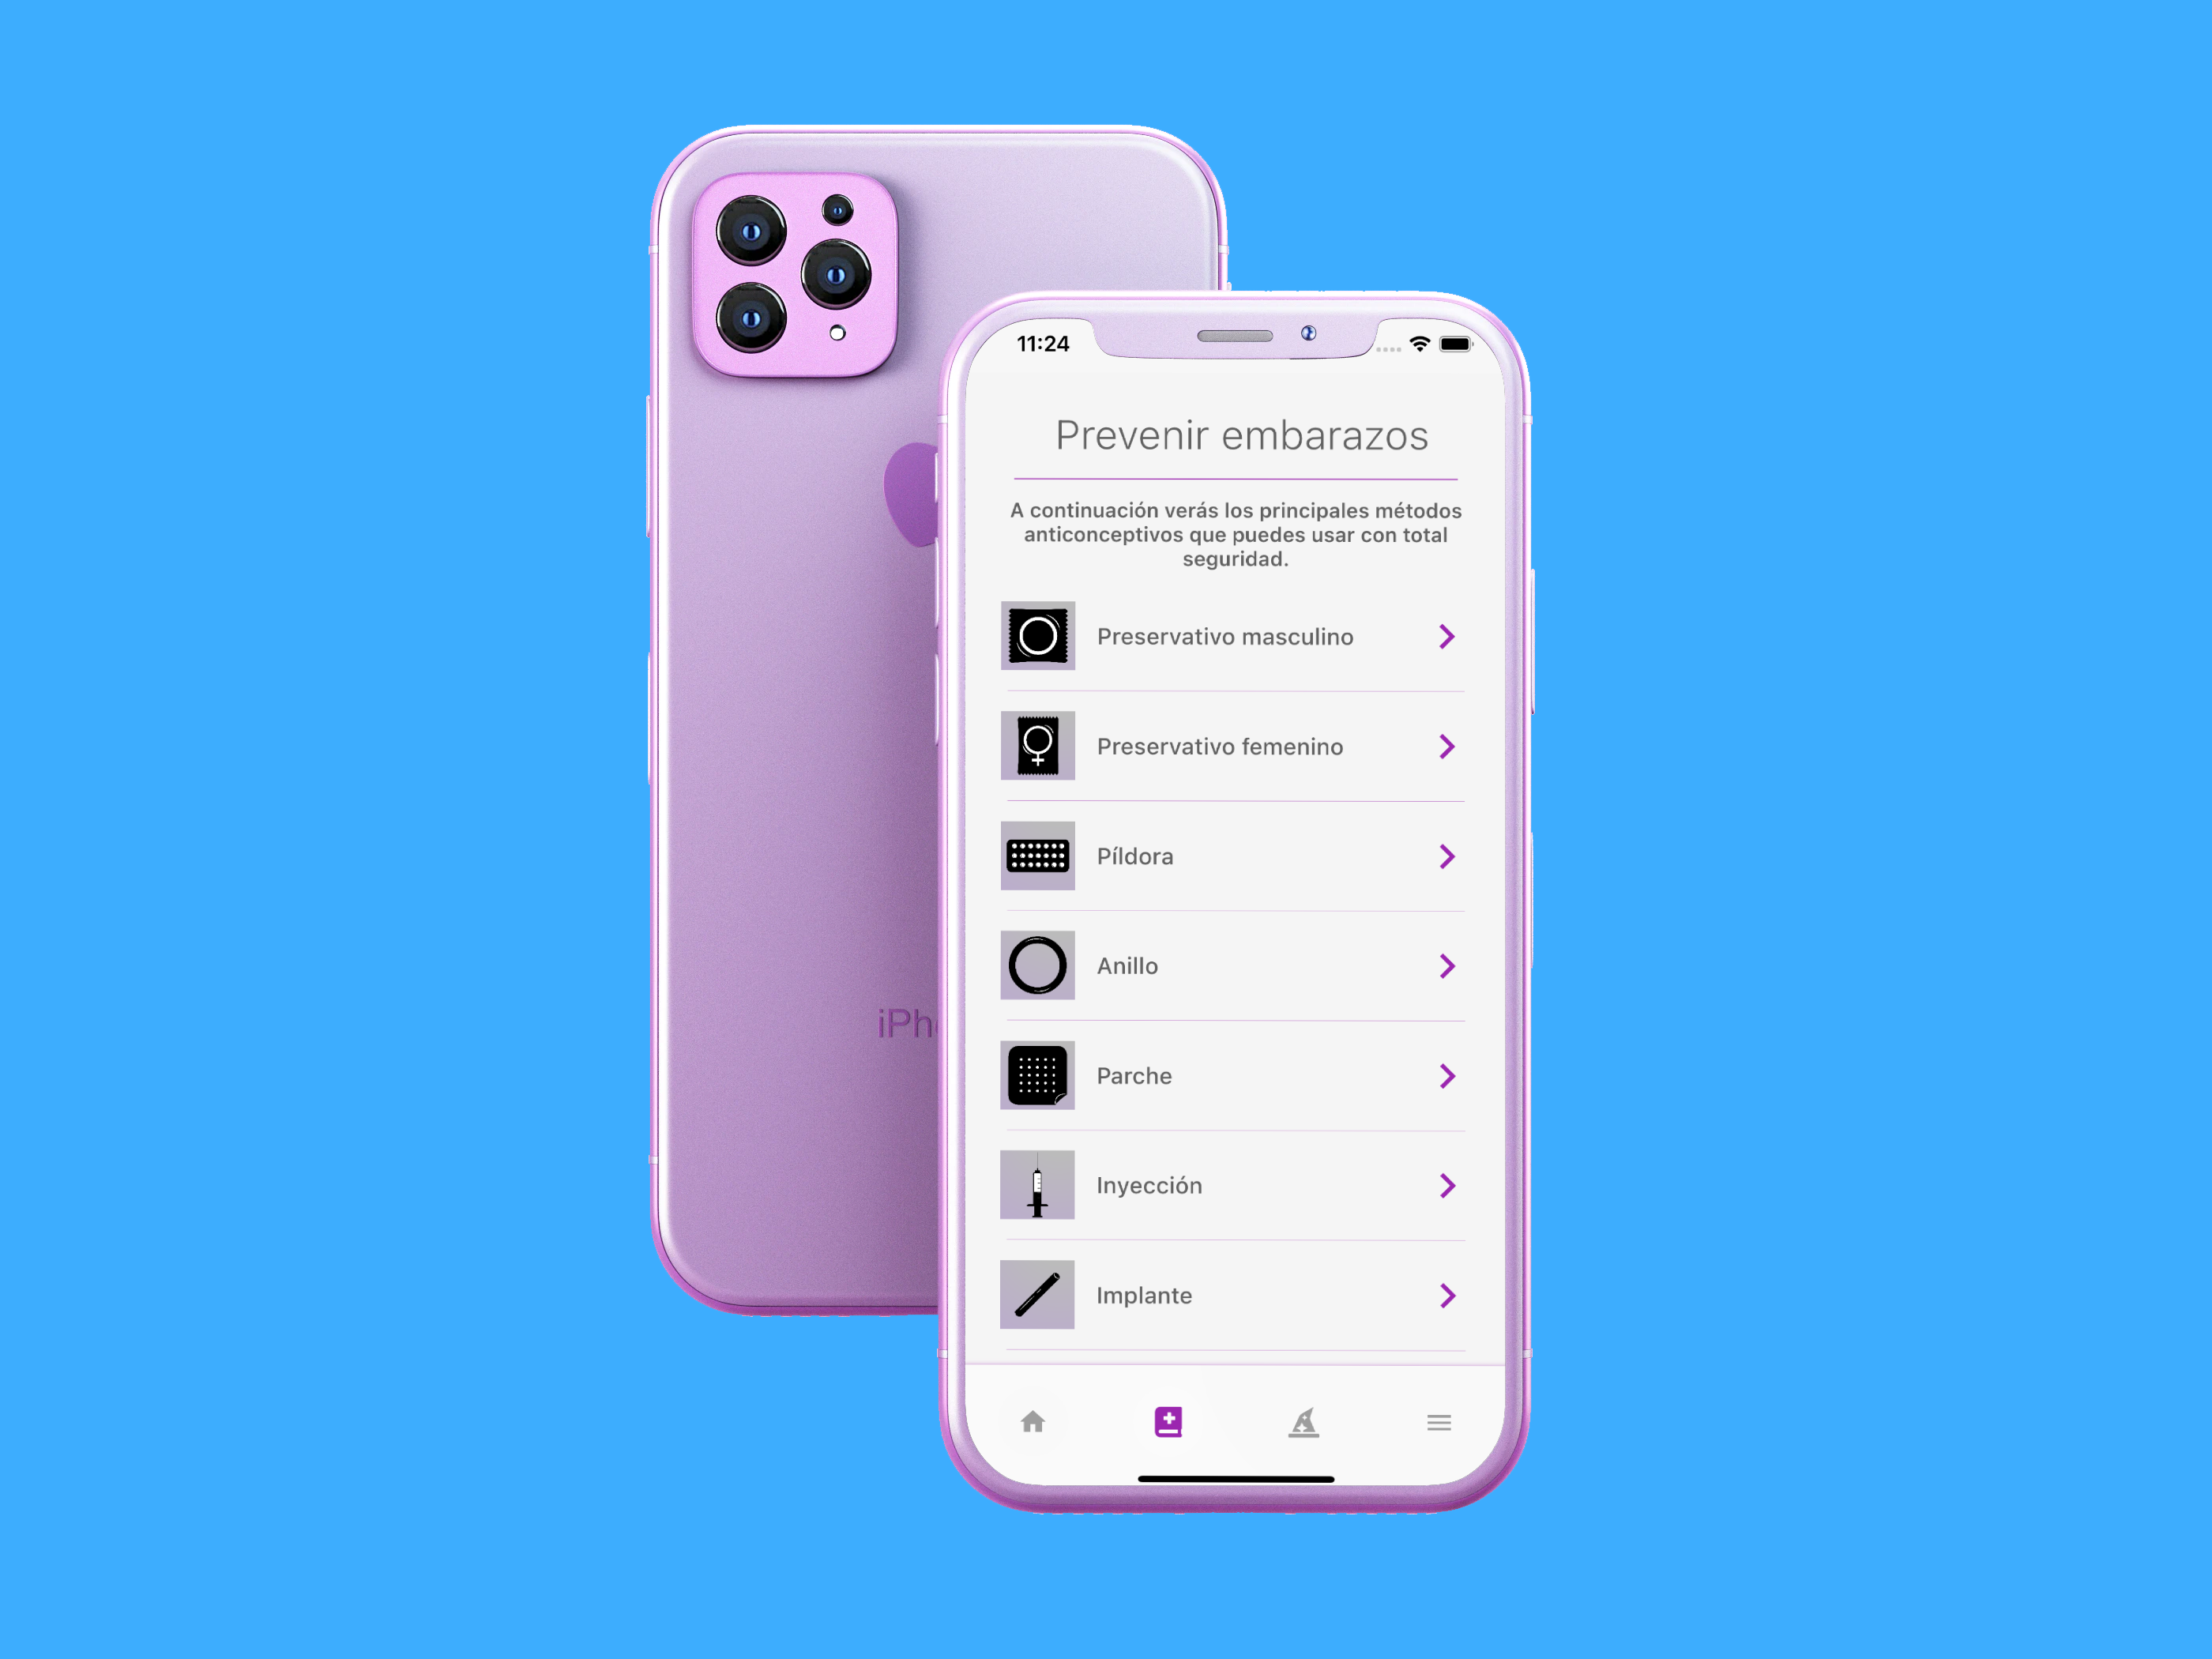 11:24
Prevenir embarazos
A continuación verás los principales métodos
anticonceptivos que puedes usar con total
seguridad.
Preservativo masculino
Preservativo femenino
Píldora
Anillo
Parche
Inyección
Implante